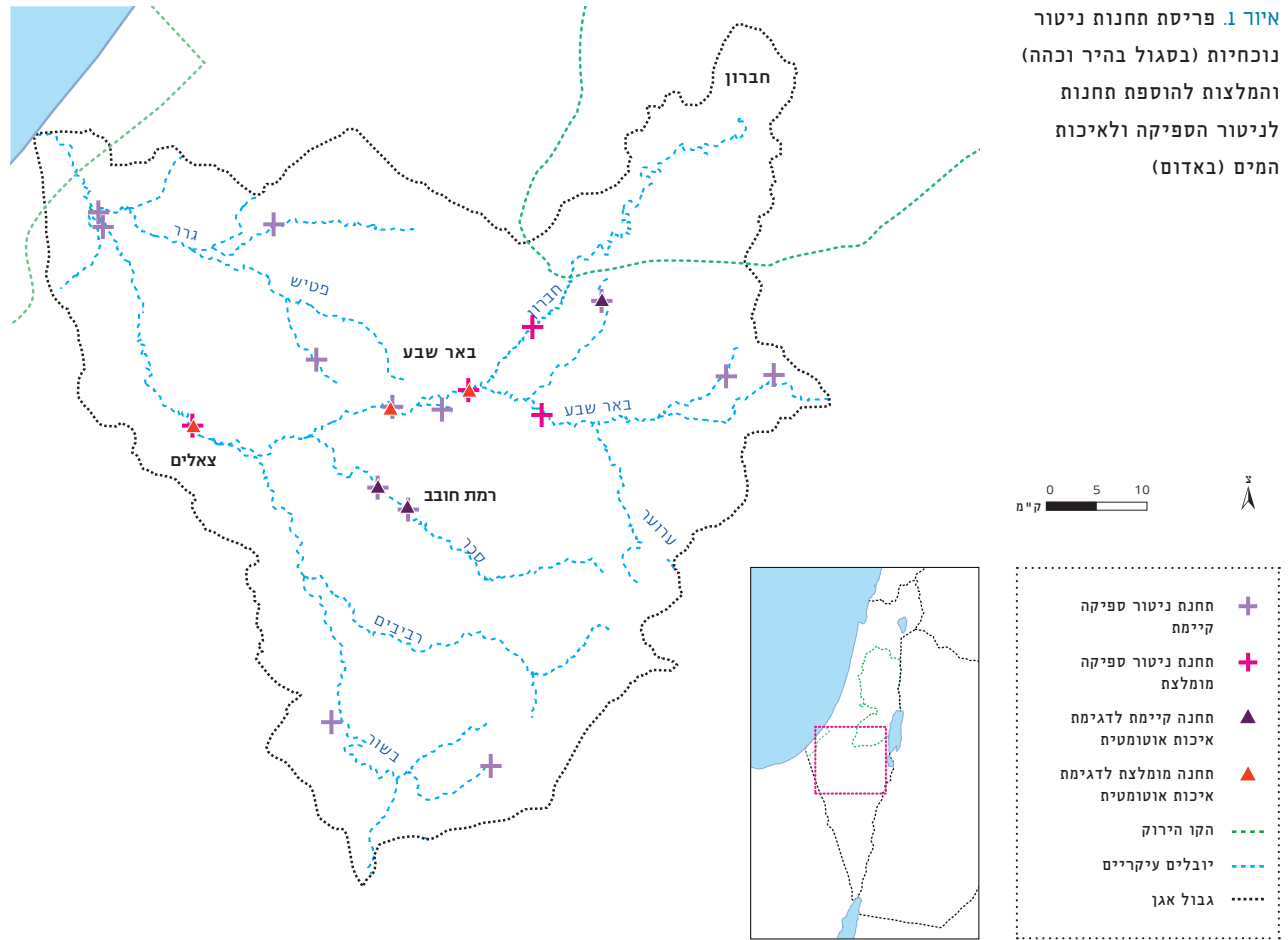 איור 1. פריסת תחנות ניטור
נוכחיות (בסגול בהיר וכהה)
והמלצות להוספת תחנות
לניטור הספיקה ולאיכות
המים (באדום)
חברון
גרר
פטיש
חברון
באר שבע
באר שבע
צאלים
רמת חובב
סכר
ערוער
רביבים
בשור
צ
0 5 10
ק"מ
תחנת ניטור ספיקה
קיימת
תחנת ניטור ספיקה
מומלצת
תחנה קיימת לדגימת
איכות אוטומטית
תחנה מומלצת לדגימת
איכות אוטומטית
הקו הירוק
יובלים עיקריים
גבול אגן